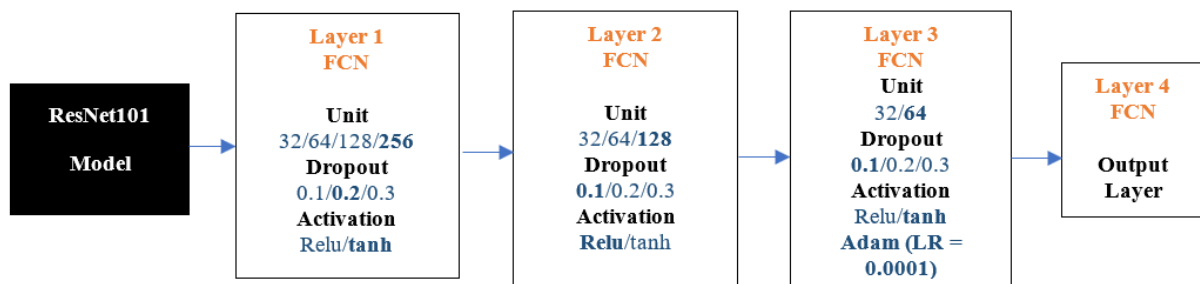 ResNet101
Model
Layer 1
FCN
Unit
32/64/128/256
Dropout
0.1/0.2/0.3
Activation
Relu/tanh
Layer 2
FCN
Unit
32/64/128
Dropout
0.1/0.2/0.3
Activation
Relu/tanh
Layer 3
FCN
Unit
32/64
Dropout
0.1/0.2/0.3
Activation
Relu/tanh
Adam (LR =
0.0001)
Layer 4
FCN
Output
Layer